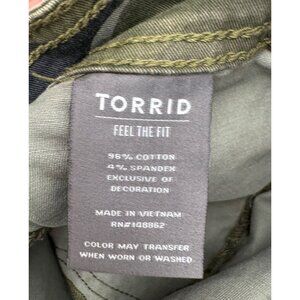 TORRID
FEEL THE FIT
96% COTTON
4% SPANDEX
EXCLUSIVE OF
DECORATION
MADE IN VIETNAM
RN#148862
COLOR MAY TRANSFER
WHEN WORN OR WASHED